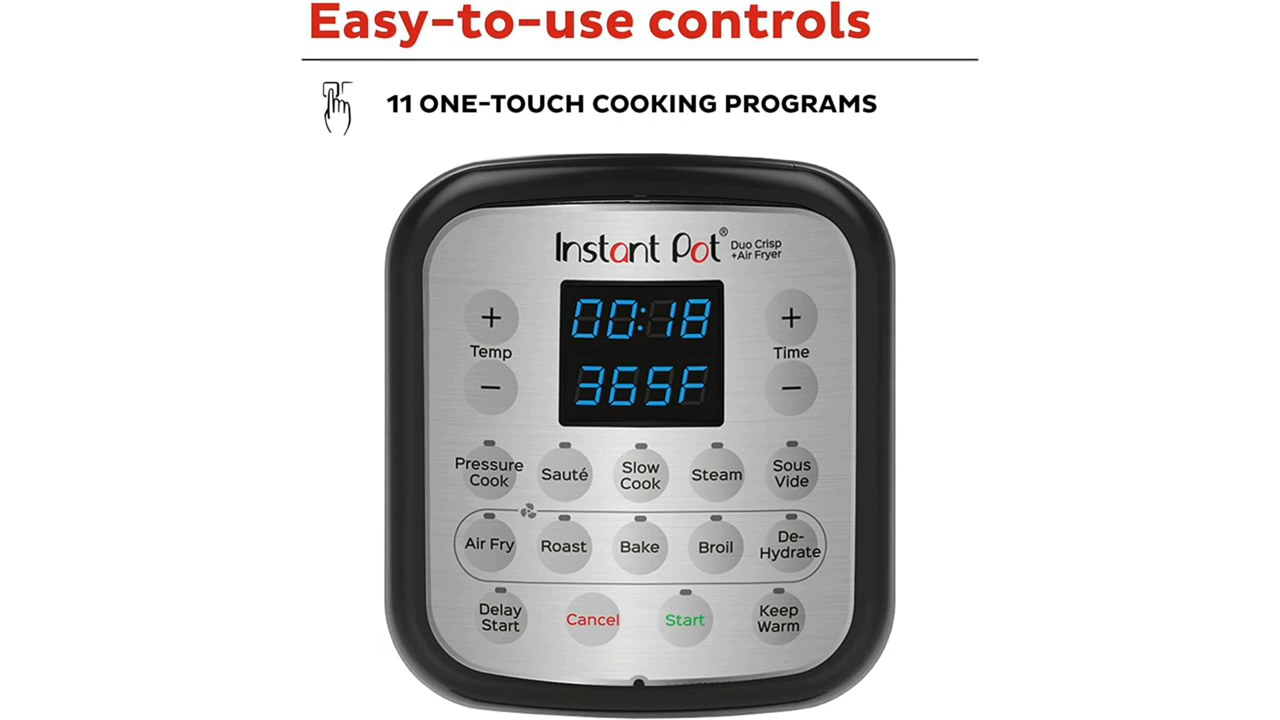 Easy-to-use controls
11 ONE-TOUCH COOKING PROGRAMS
Instant Pot® Duo Crisp
+Air Fryer
00:18
365F
+
+
Temp
Time
−
−
Pressure
Cook
Sauté
Slow
Cook
Steam
Sous
Vide
Air Fry
Roast
Bake
Broil
De-
Hydrate
Delay
Start
Cancel
Start
Keep
Warm